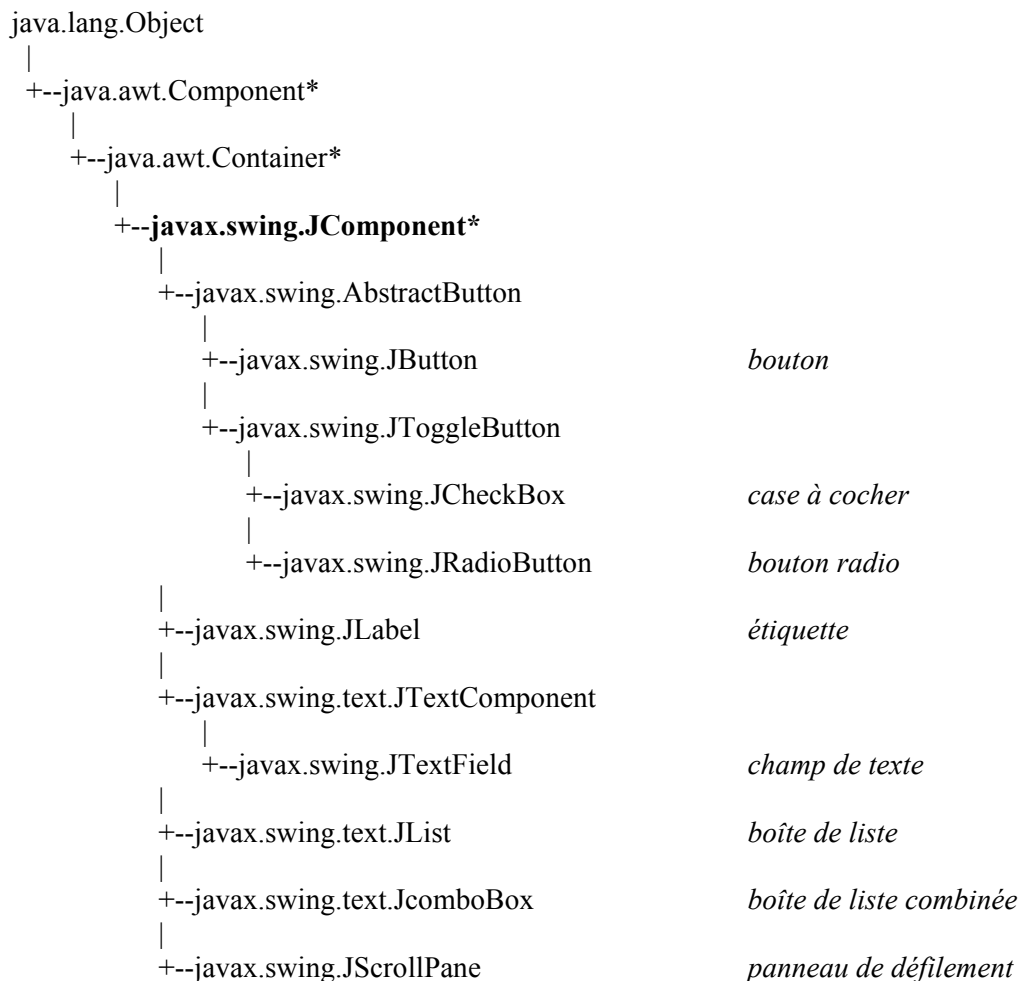 java.lang.Object
|
+--java.awt.Component*
|
+--java.awt.Container*
|
+--javax.swing.JComponent*
|
+--javax.swing.AbstractButton
|
+--javax.swing.JButton bouton
|
+--javax.swing.JToggleButton
|
+--javax.swing.JCheckBox case à cocher
|
+--javax.swing.JRadioButton bouton radio
|
+--javax.swing.JLabel étiquette
|
+--javax.swing.text.JTextComponent
|
+--javax.swing.JTextField champ de texte
|
+--javax.swing.text.JList boîte de liste
|
+--javax.swing.text.JcomboBox boîte de liste combinée
|
+--javax.swing.JScrollPane panneau de défilement